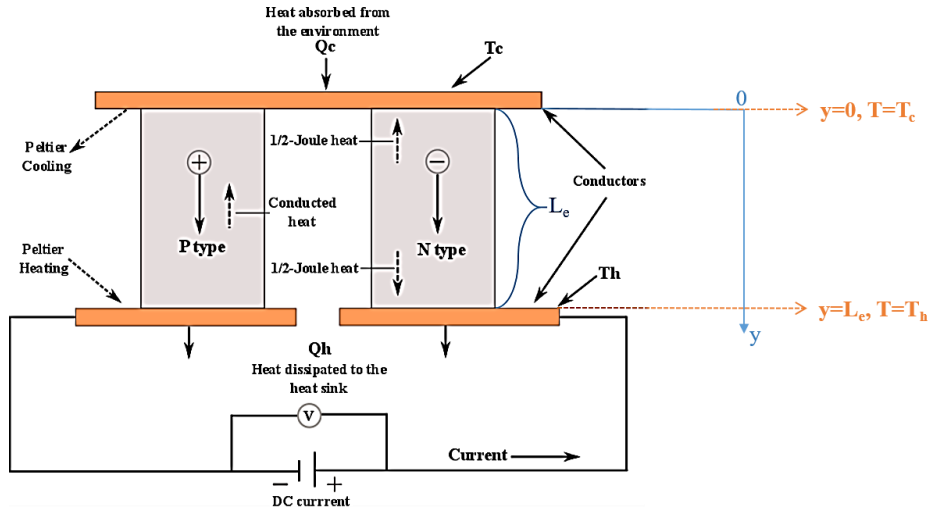 Heat absorbed from
the environment
Qc
Tc
0
y=0, T=Tc
Peltier
Cooling
1/2-Joule heat
+
−
Conductors
Conducted
heat
Le
P type
N type
Peltier
Heating
1/2-Joule heat
Th
y=Le, T=Th
y
Qh
Heat dissipated to the
heat sink
V
Current
− +
DC currrent